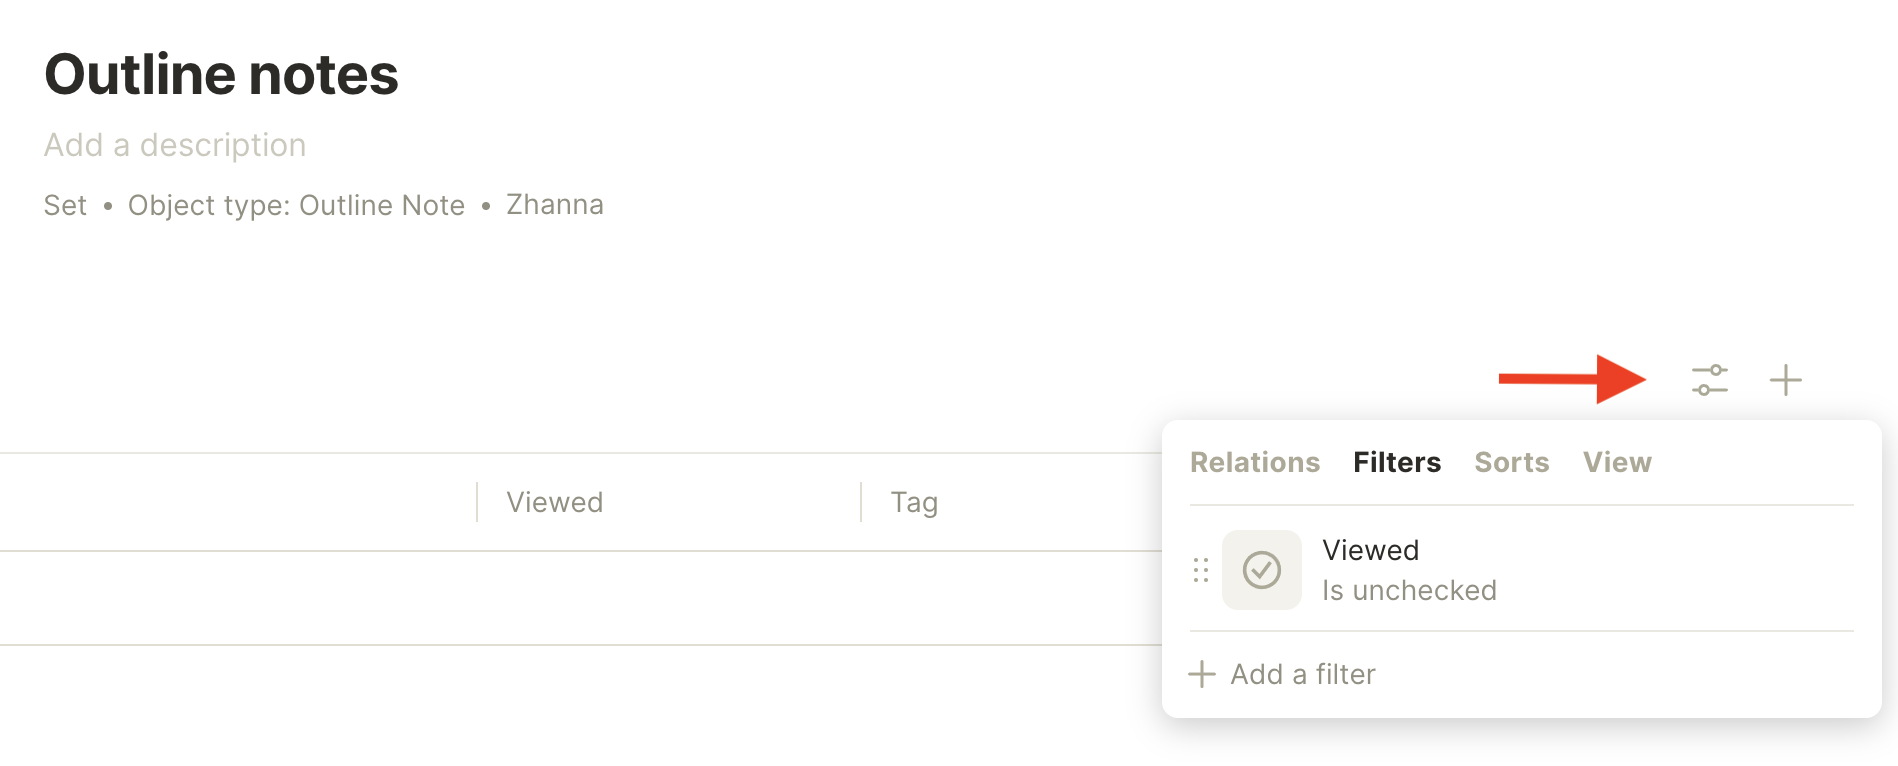 Outline notes
Add a description
Set • Object type: Outline Note • Zhanna
Relations Filters Sorts View
Viewed Tag
Viewed
Is unchecked
Add a filter